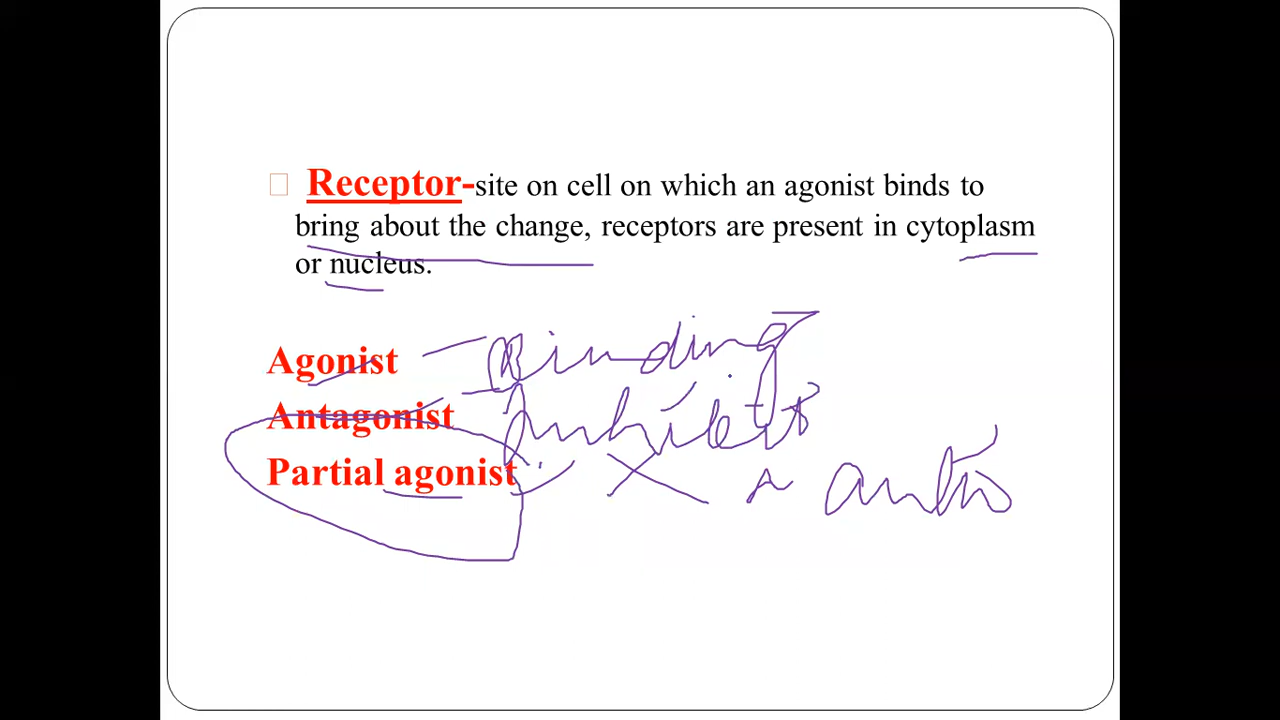 Receptor-site on cell on which an agonist binds to
bring about the change, receptors are present in cytoplasm
or nucleus.
Agonist - Binding
Antagonist - Inhibits
Partial agonist